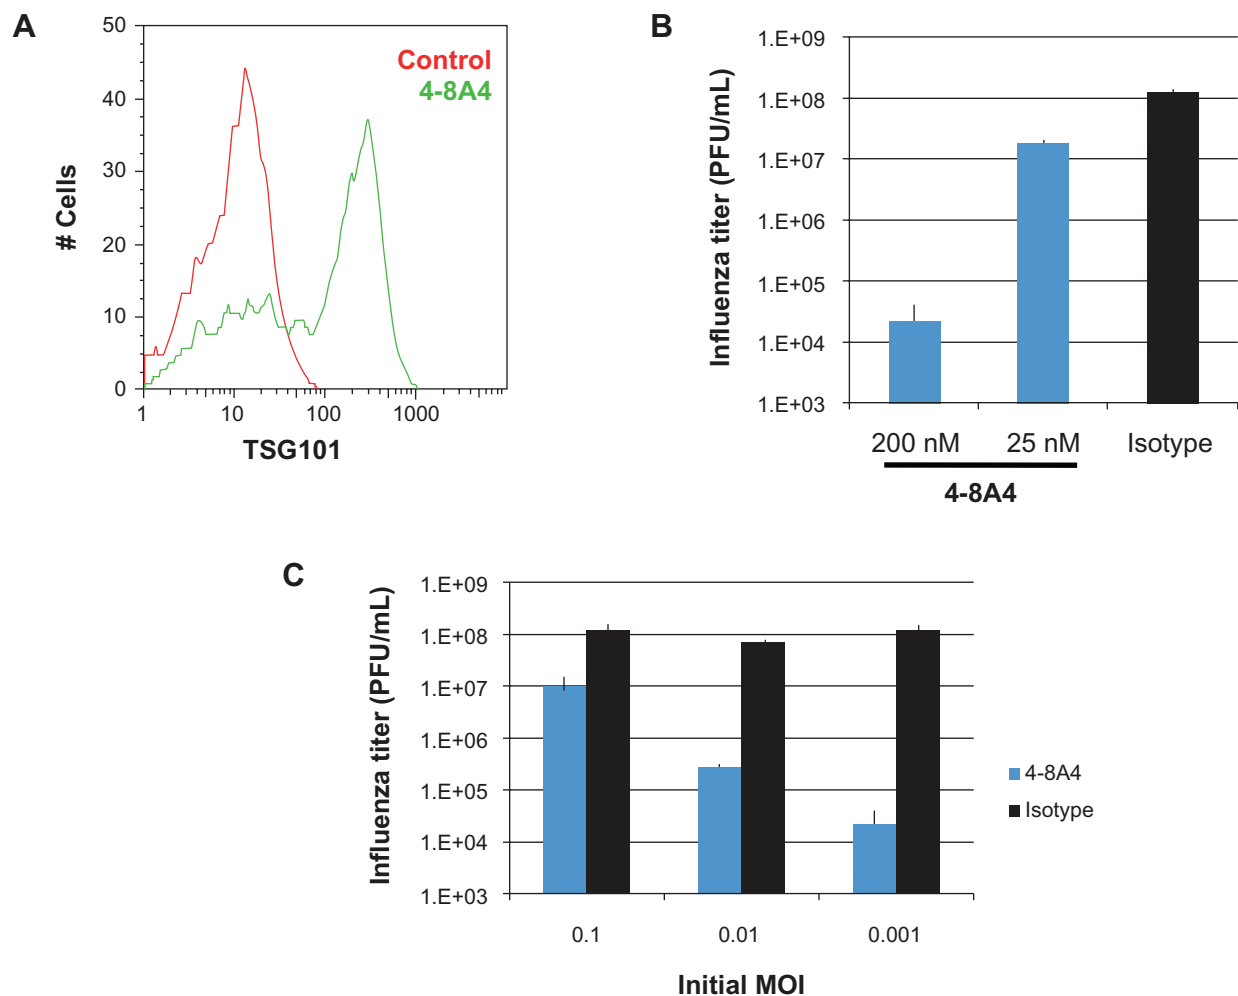 A
50
40
30
20
10
0
# Cells
Control
4-8A4
1 10 100 1000
TSG101
B
1.E+09
1.E+08
1.E+07
1.E+06
1.E+05
1.E+04
1.E+03
Influenza titer (PFU/mL)
200 nM 25 nM Isotype
4-8A4
C
1.E+09
1.E+08
1.E+07
1.E+06
1.E+05
1.E+04
1.E+03
Influenza titer (PFU/mL)
4-8A4
Isotype
0.1 0.01 0.001
Initial MOI